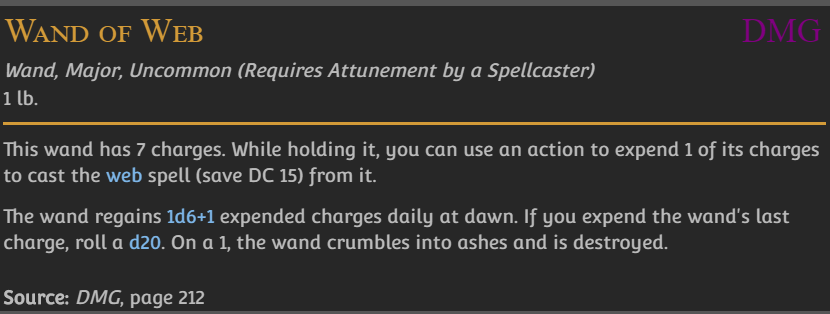 Wand of Web DMG
Wand, Major, Uncommon (Requires Attunement by a Spellcaster)
1 lb.
This wand has 7 charges. While holding it, you can use an action to expend 1 of its charges
to cast the web spell (save DC 15) from it.
The wand regains 1d6+1 expended charges daily at dawn. If you expend the wand's last
charge, roll a d20. On a 1, the wand crumbles into ashes and is destroyed.
Source: DMG, page 212